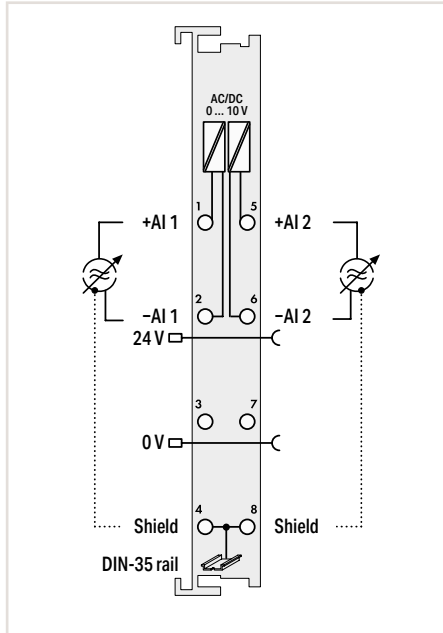 AC/DC
0 ... 10 V
1 5
+AI 1 +AI 2
2 6
−AI 1 −AI 2
24 V
3 7
0 V
4 8
Shield Shield
DIN-35 rail